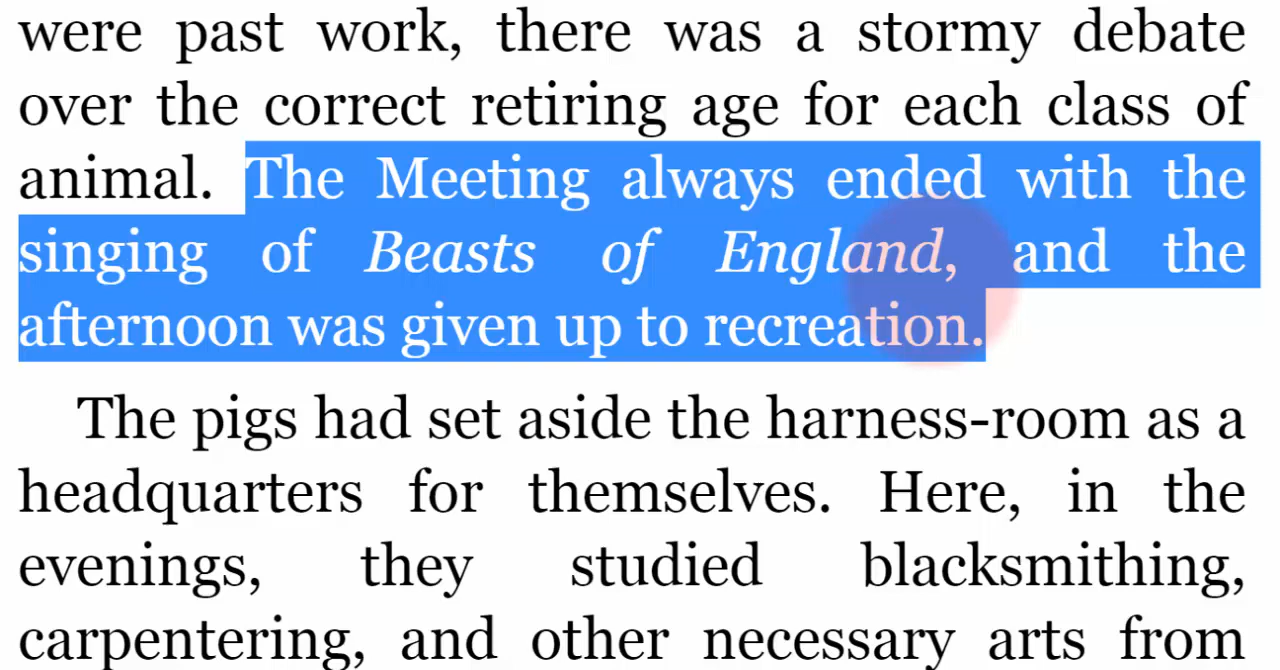 were past work, there was a stormy debate
over the correct retiring age for each class of
animal. The Meeting always ended with the
singing of Beasts of England, and the
afternoon was given up to recreation.
The pigs had set aside the harness-room as a
headquarters for themselves. Here, in the
evenings, they studied blacksmithing,
carpentering, and other necessary arts from